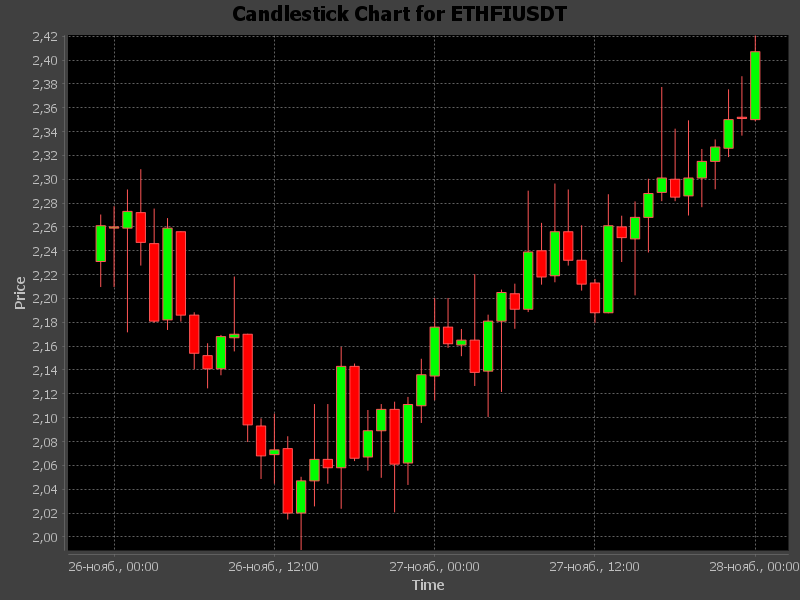 Candlestick Chart for ETHFIUSDT
2,42
2,40
2,38
2,36
2,34
2,32
2,30
2,28
2,26
2,24
2,22
2,20
2,18
2,16
2,14
2,12
2,10
2,08
2,06
2,04
2,02
2,00
Price
26-нояб., 00:00
26-нояб., 12:00
27-нояб., 00:00
27-нояб., 12:00
28-нояб., 00:00
Time